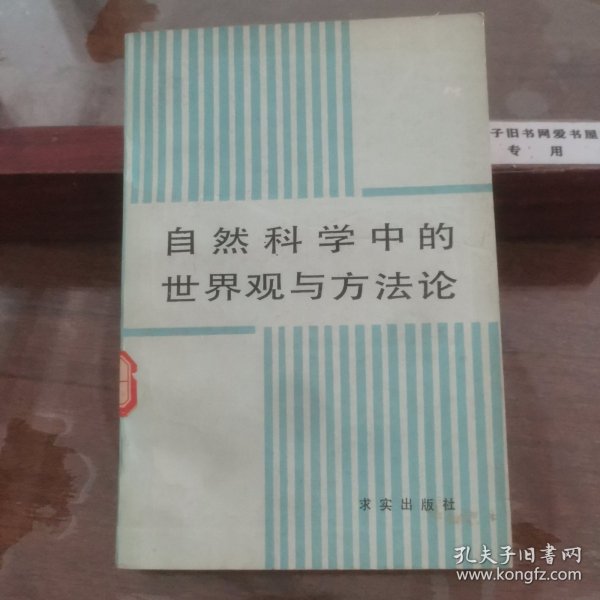 子旧书网爱书屋
专用
自然科学中的
世界观与方法论
求实出版社
孔夫子旧书网
www.kongfz.com